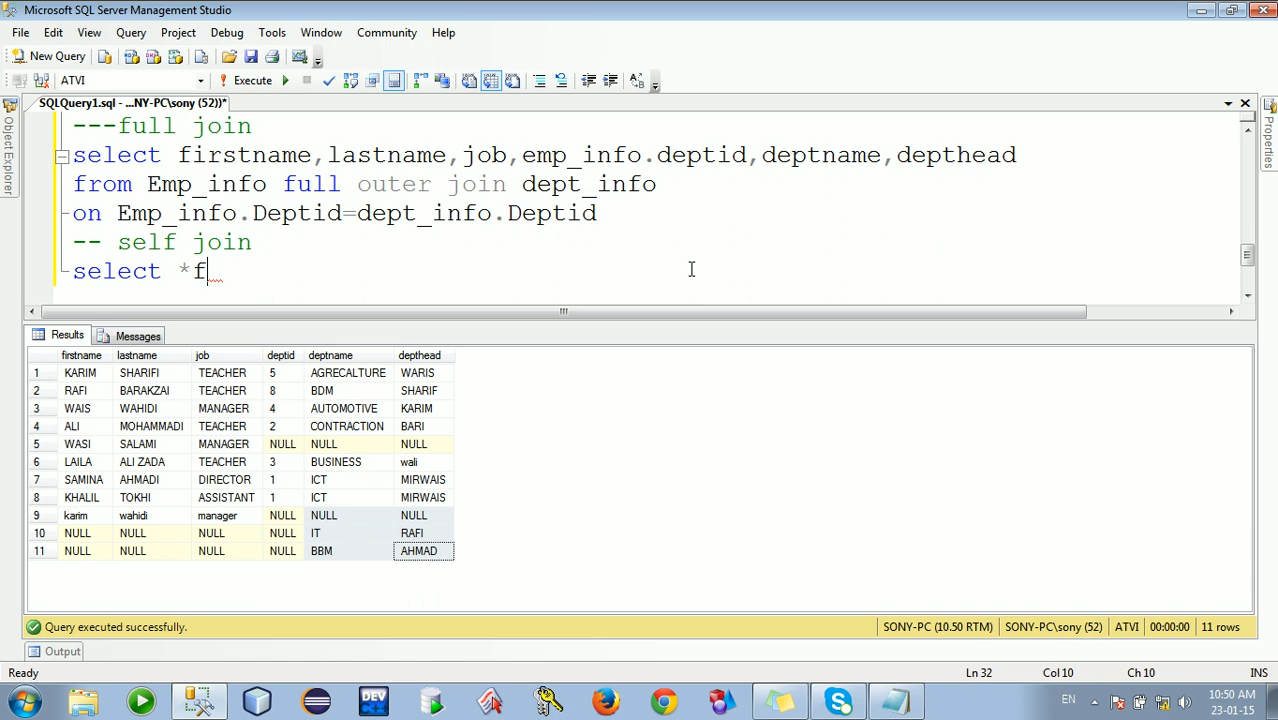 Microsoft SQL Server Management Studio
File Edit View Query Project Debug Tools Window Community Help
New Query
ATVI Execute
SQLQuery1.sql - ...NY-PC\sony (52))*
Object Explorer
Properties
---full join
select firstname,lastname,job,emp_info.deptid,deptname,depthead
from Emp_info full outer join dept_info
on Emp_info.Deptid=dept_info.Deptid
-- self join
select *f
Results Messages
firstname lastname job deptid deptname depthead
1 KARIM SHARIFI TEACHER 5 AGRECALTURE WARIS
2 RAFI BARAKZAI TEACHER 8 BDM SHARIF
3 WAIS WAHIDI MANAGER 4 AUTOMOTIVE KARIM
4 ALI MOHAMMADI TEACHER 2 CONTRACTION BARI
5 WASI SALAMI MANAGER NULL NULL NULL
6 LAILA ALI ZADA TEACHER 3 BUSINESS wali
7 SAMINA AHMADI DIRECTOR 1 ICT MIRWAIS
8 KHALIL TOKHI ASSISTANT 1 ICT MIRWAIS
9 karim wahidi manager NULL NULL NULL
10 NULL NULL NULL NULL IT RAFI
11 NULL NULL NULL NULL BBM AHMAD
Query executed successfully. SONY-PC (10.50 RTM) SONY-PC\sony (52) ATVI 00:00:00 11 rows
Output
Ready Ln 32 Col 10 Ch 10 INS
DEV
EN
10:50 AM
23-01-15